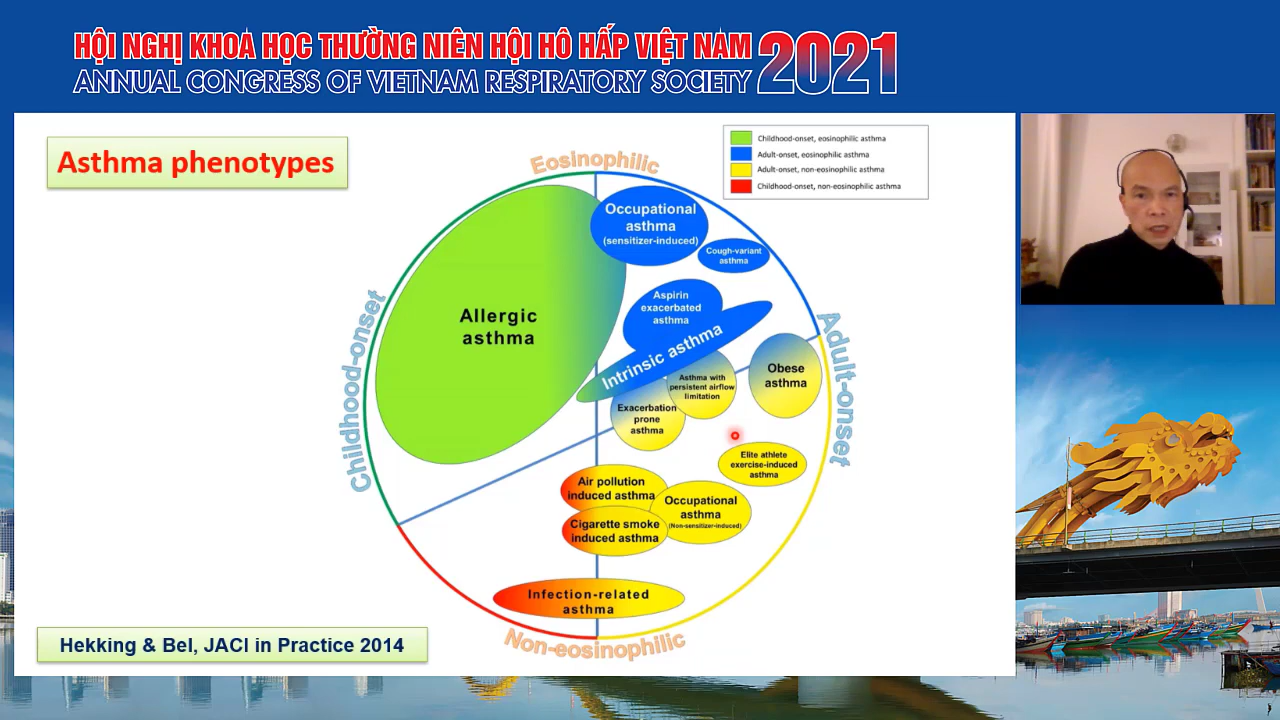 HỘI NGHỊ KHOA HỌC THƯỜNG NIÊN HỘI HÔ HẤP VIỆT NAM 2021
ANNUAL CONGRESS OF VIETNAM RESPIRATORY SOCIETY
Asthma phenotypes
Childhood-onset, eosinophilic asthma
Adult-onset, eosinophilic asthma
Adult-onset, non-eosinophilic asthma
Childhood-onset, non-eosinophilic asthma
Eosinophilic
Childhood-onset
Adult-onset
Non-eosinophilic
Allergic
asthma
Occupational
asthma
(sensitizer-induced)
Cough-variant
asthma
Aspirin
exacerbated
asthma
Intrinsic asthma
Asthma with
persistent airflow
limitation
Obese
asthma
Exacerbation
prone
asthma
Elite athlete
exercise-induced
asthma
Air pollution
induced asthma
Occupational
asthma
(Non-sensitizer-induced)
Cigarette smoke
induced asthma
Infection-related
asthma
Hekking & Bel, JACI in Practice 2014